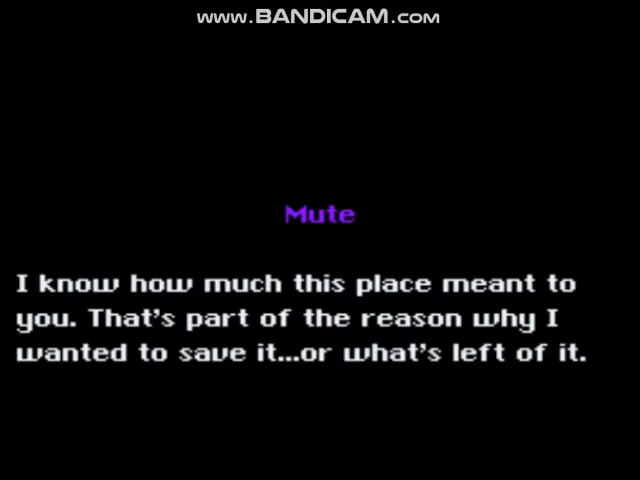 www.BANDICAM.com
Mute
I know how much this place meant to
you. That's part of the reason why I
wanted to save it...or what's left of it.